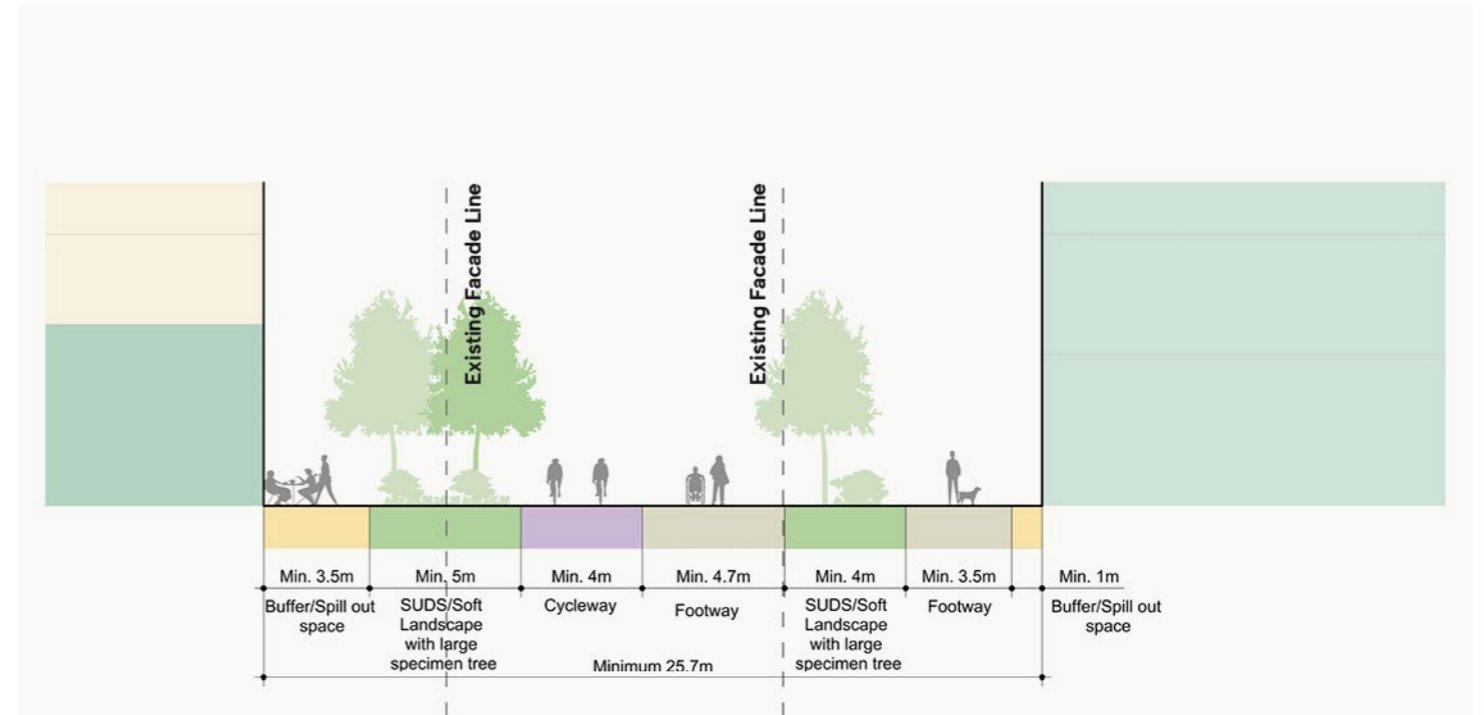 Existing Facade Line
Existing Facade Line
Min. 3.5m
Min. 5m
Min. 4m
Min. 4.7m
Min. 4m
Min. 3.5m
Min. 1m
Buffer/Spill out
space
SUDS/Soft
Landscape
with large
specimen tree
Cycleway
Footway
SUDS/Soft
Landscape
with large
specimen tree
Footway
Buffer/Spill out
space
Minimum 25.7m